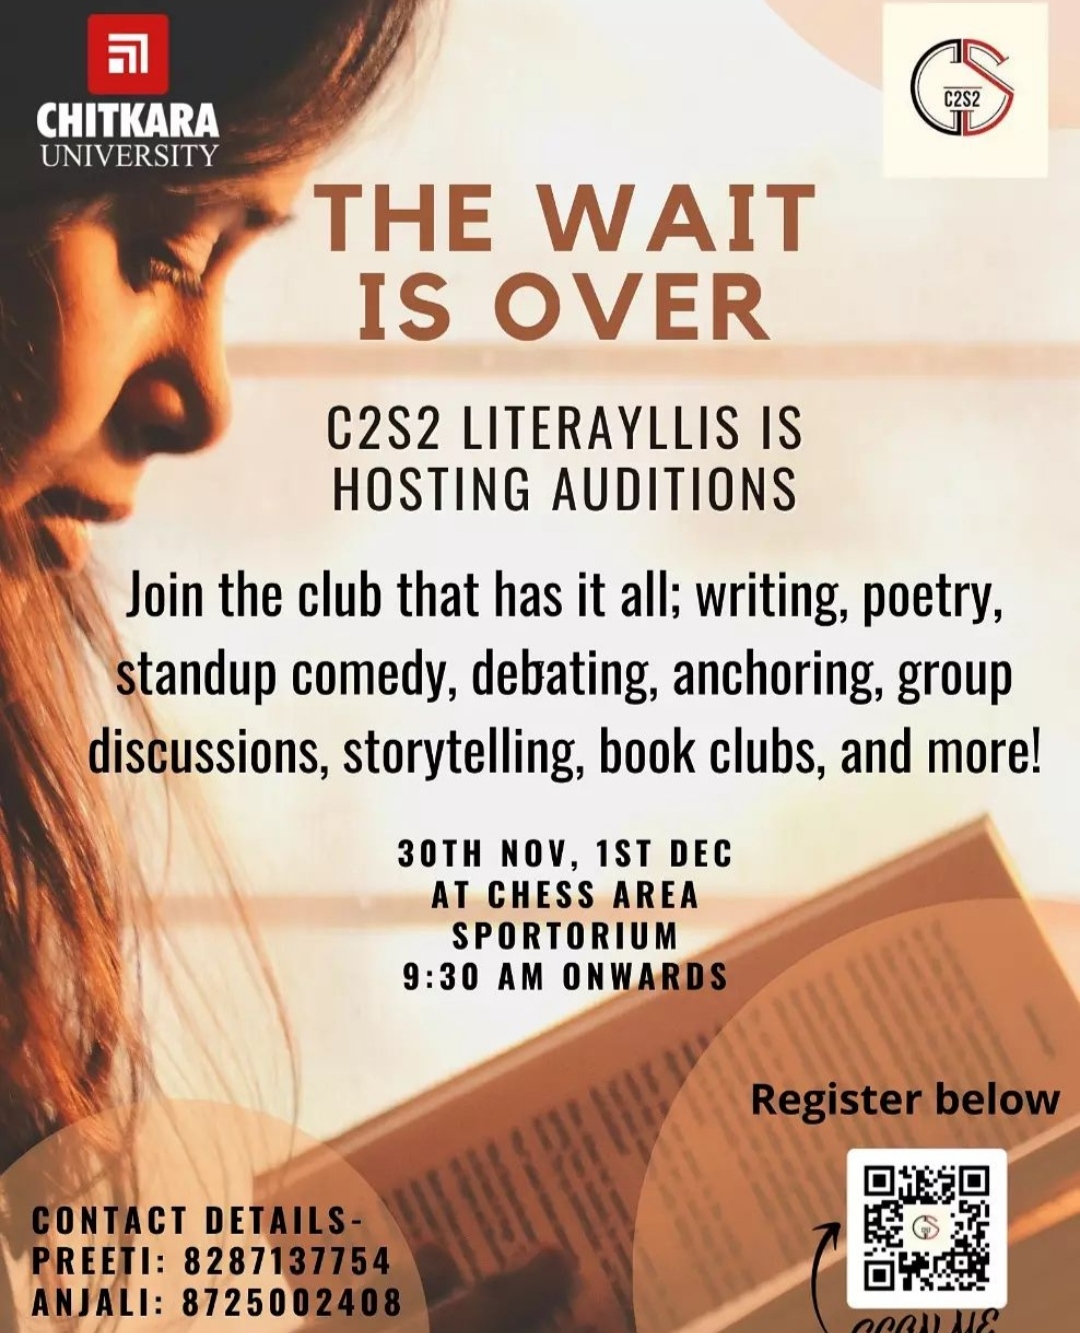 CHITKARA
UNIVERSITY
C2S2
THE WAIT
IS OVER
C2S2 LITERAYLLIS IS
HOSTING AUDITIONS
Join the club that has it all; writing, poetry,
standup comedy, debating, anchoring, group
discussions, storytelling, book clubs, and more!
30TH NOV, 1ST DEC
AT CHESS AREA
SPORTORIUM
9:30 AM ONWARDS
Register below
CONTACT DETAILS-
PREETI: 8287137754
ANJALI: 8725002408
SCAN ME